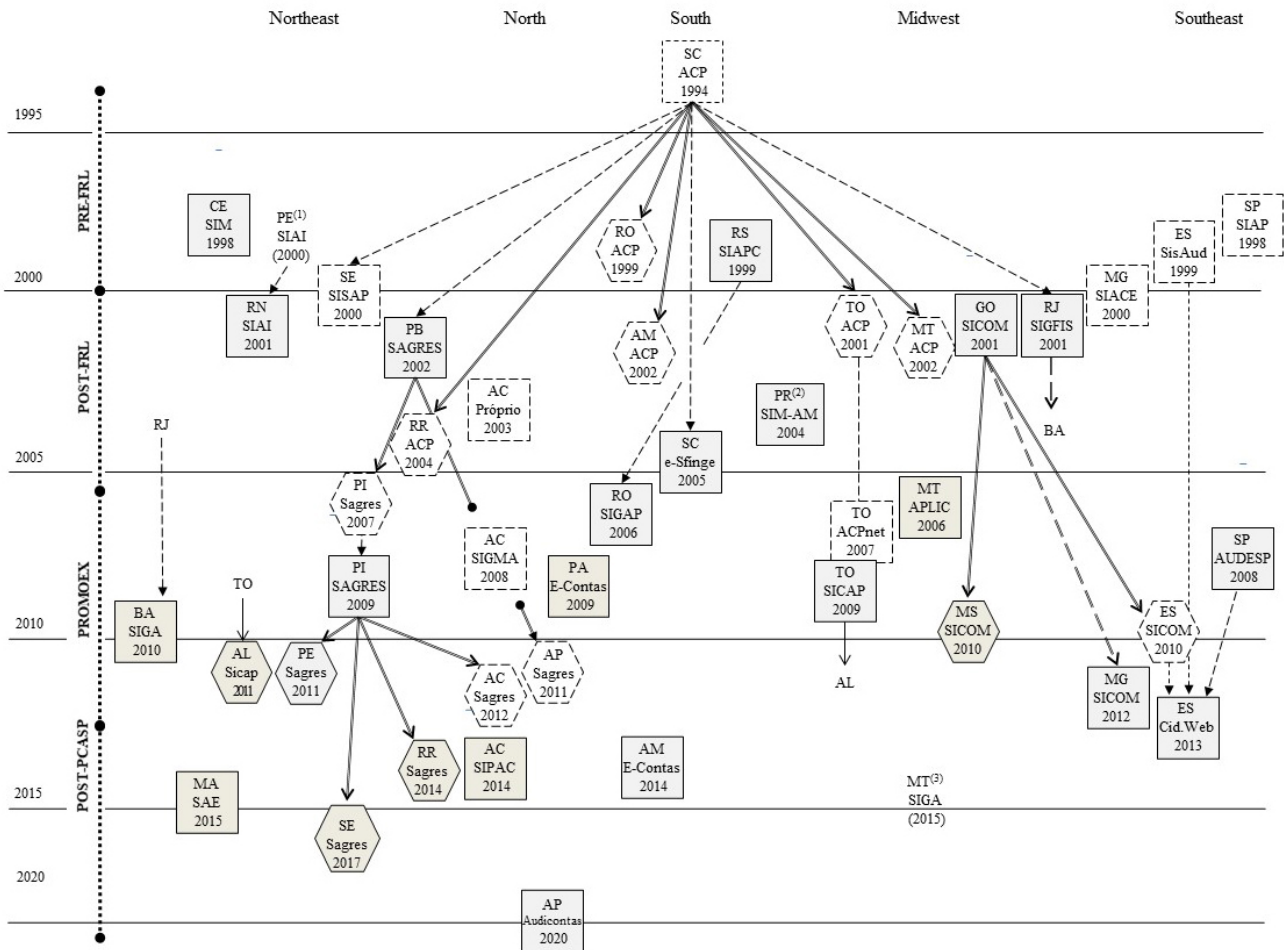 Northeast
North
South
Midwest
Southeast
SC
ACP
1994
1995
PRE-FRL
CE
SIM
1998
PE(1)
SIAI
(2000)
RO
ACP
1999
RS
SIAPC
1999
ES
SisAud
1999
SP
SIAP
1998
2000
SE
SISAP
2000
MG
SIACE
2000
RN
SIAI
2001
PB
SAGRES
2002
AM
ACP
2002
TO
ACP
2001
MT
ACP
2002
GO
SICOM
2001
RJ
SIGFIS
2001
POST-FRL
AC
Próprio
2003
PR(2)
SIM-AM
2004
RJ
RR
ACP
2004
SC
e-Sfinge
2005
BA
2005
PI
Sagres
2007
RO
SIGAP
2006
TO
ACPnet
2007
MT
APLIC
2006
PROMOEX
AC
SIGMA
2008
SP
AUDESP
2008
TO
PI
SAGRES
2009
PA
E-Contas
2009
TO
SICAP
2009
BA
SIGA
2010
MS
SICOM
2010
ES
SICOM
2010
2010
AL
Sicap
2011
PE
Sagres
2011
AC
Sagres
2012
AP
Sagres
2011
AL
MG
SICOM
2012
ES
Cid.Web
2013
POST-PCASP
RR
Sagres
2014
AC
SIPAC
2014
AM
E-Contas
2014
MA
SAE
2015
MT(3)
SIGA
(2015)
2015
SE
Sagres
2017
2020
AP
Audicontas
2020